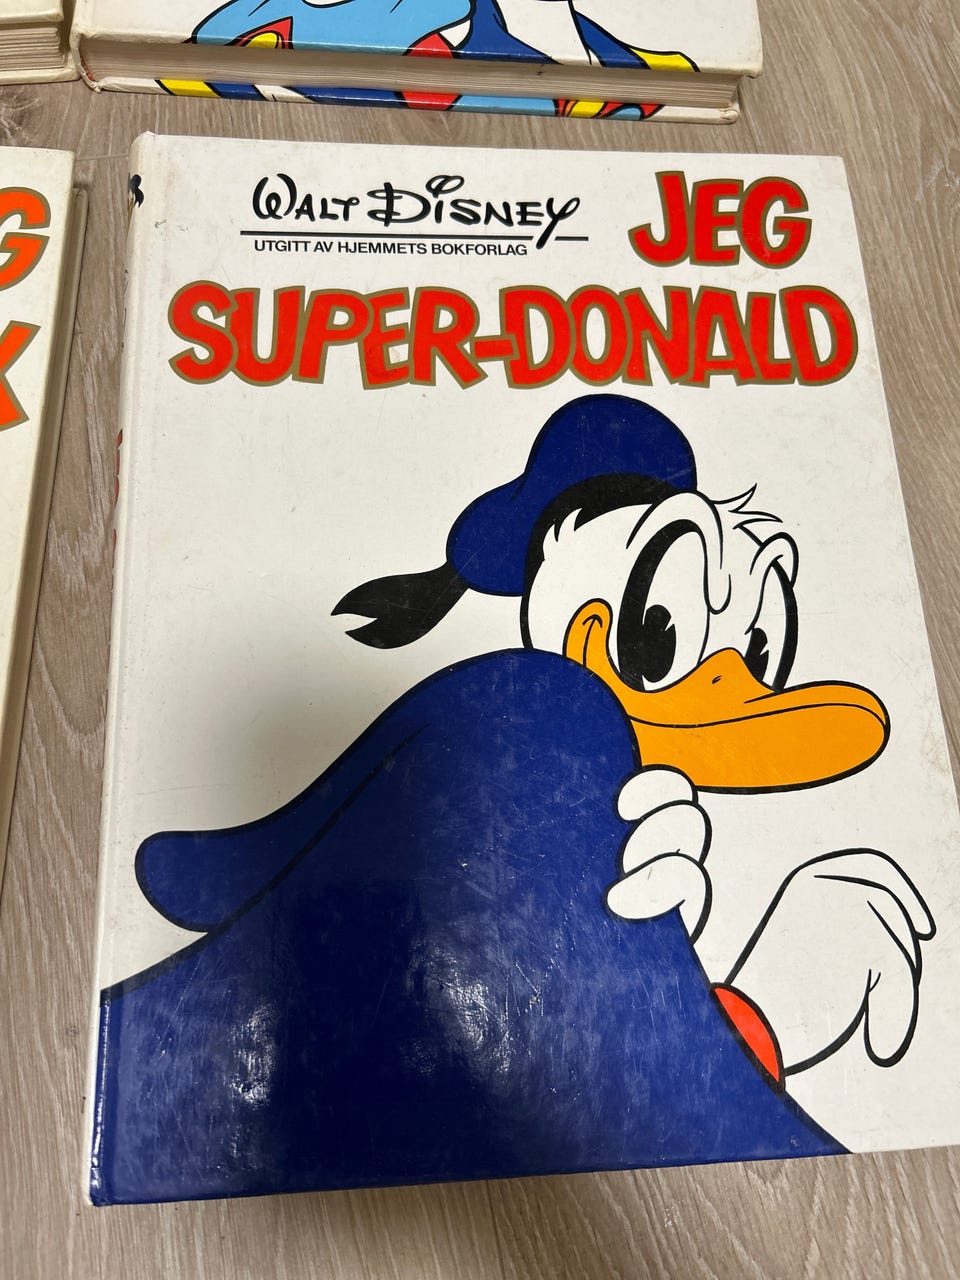 WALT DISNEY
UTGITT AV HJEMMETS BOKFORLAG
JEG
SUPER-DONALD
G
K